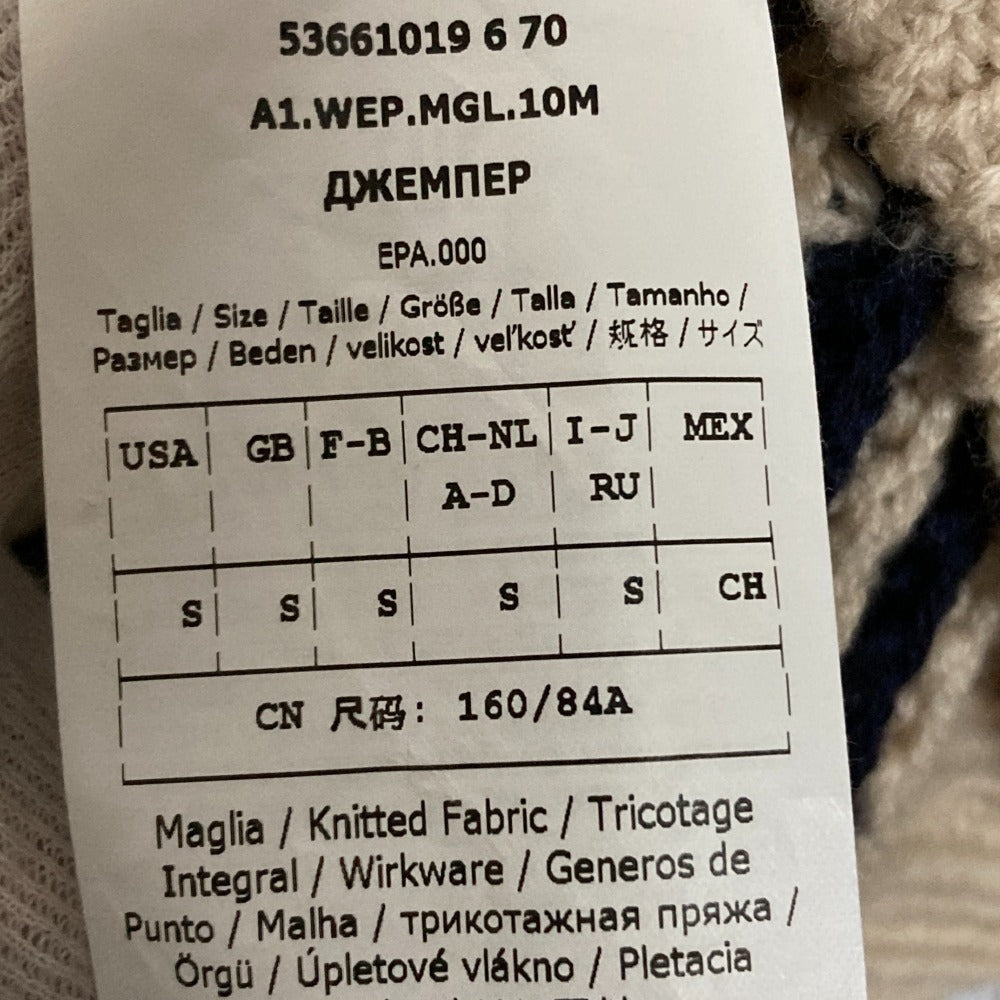 53661019 6 70
A1.WEP.MGL.10M
ДЖЕМПЕР
EPA.000
Taglia / Size / Taille / Größe / Talla / Tamanho /
Размер / Beden / velikost / veľkosť / 规格 / サイズ
USA GB F-B CH-NL I-J MEX
A-D RU
S S S S S CH
CN 尺码: 160/84A
Maglia / Knitted Fabric / Tricotage
Integral / Wirkware / Generos de
Punto / Malha / трикотажная пряжа /
Örgü / Úpletové vlákno / Pletacia